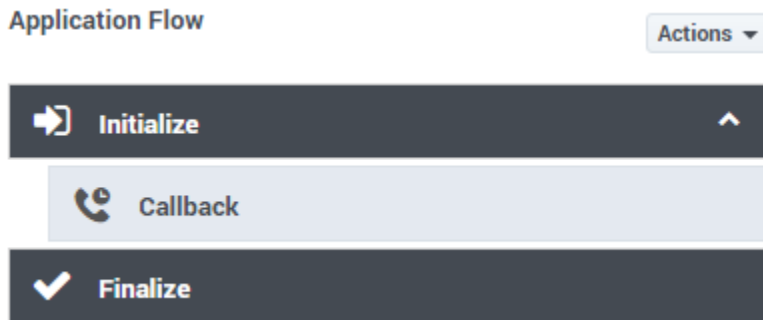 Application Flow
Actions
Initialize
Callback
Finalize